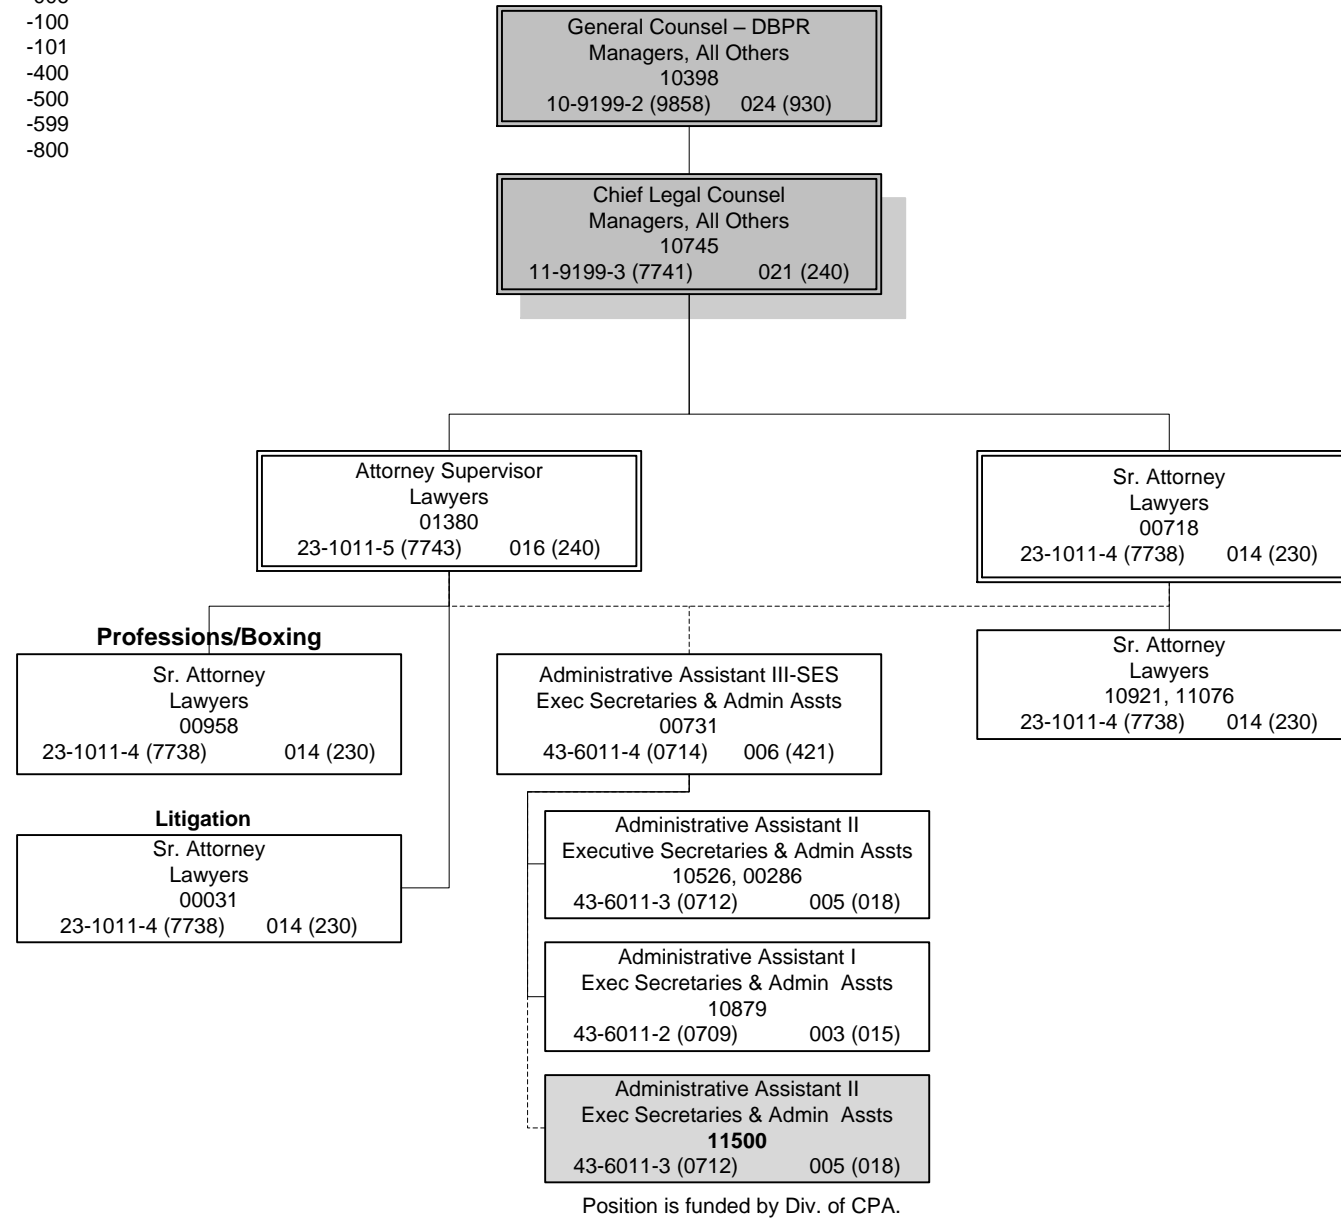 -100
-101
-400
-500
-599
-800
General Counsel – DBPR
Managers, All Others
10398
10-9199-2 (9858) 024 (930)
Chief Legal Counsel
Managers, All Others
10745
11-9199-3 (7741) 021 (240)
Attorney Supervisor
Lawyers
01380
23-1011-5 (7743) 016 (240)
Sr. Attorney
Lawyers
00718
23-1011-4 (7738) 014 (230)
Professions/Boxing
Sr. Attorney
Lawyers
00958
23-1011-4 (7738) 014 (230)
Administrative Assistant III-SES
Exec Secretaries & Admin Assts
00731
43-6011-4 (0714) 006 (421)
Sr. Attorney
Lawyers
10921, 11076
23-1011-4 (7738) 014 (230)
Litigation
Sr. Attorney
Lawyers
00031
23-1011-4 (7738) 014 (230)
Administrative Assistant II
Executive Secretaries & Admin Assts
10526, 00286
43-6011-3 (0712) 005 (018)
Administrative Assistant I
Exec Secretaries & Admin Assts
10879
43-6011-2 (0709) 003 (015)
Administrative Assistant II
Exec Secretaries & Admin Assts
11500
43-6011-3 (0712) 005 (018)
Position is funded by Div. of CPA.